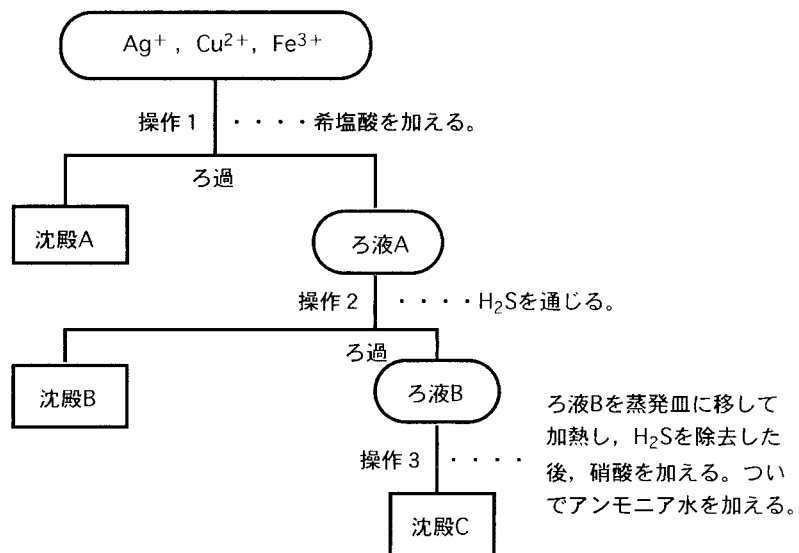 Ag⁺ , Cu²⁺, Fe³⁺
操作1 ・・・・希塩酸を加える。
ろ過
沈殿A
ろ液A
操作2 ・・・・H₂Sを通じる。
ろ過
沈殿B
ろ液B
操作3 ・・・・
ろ液Bを蒸発皿に移して
加熱し，H₂Sを除去した
後，硝酸を加える。つい
でアンモニア水を加える。
沈殿C